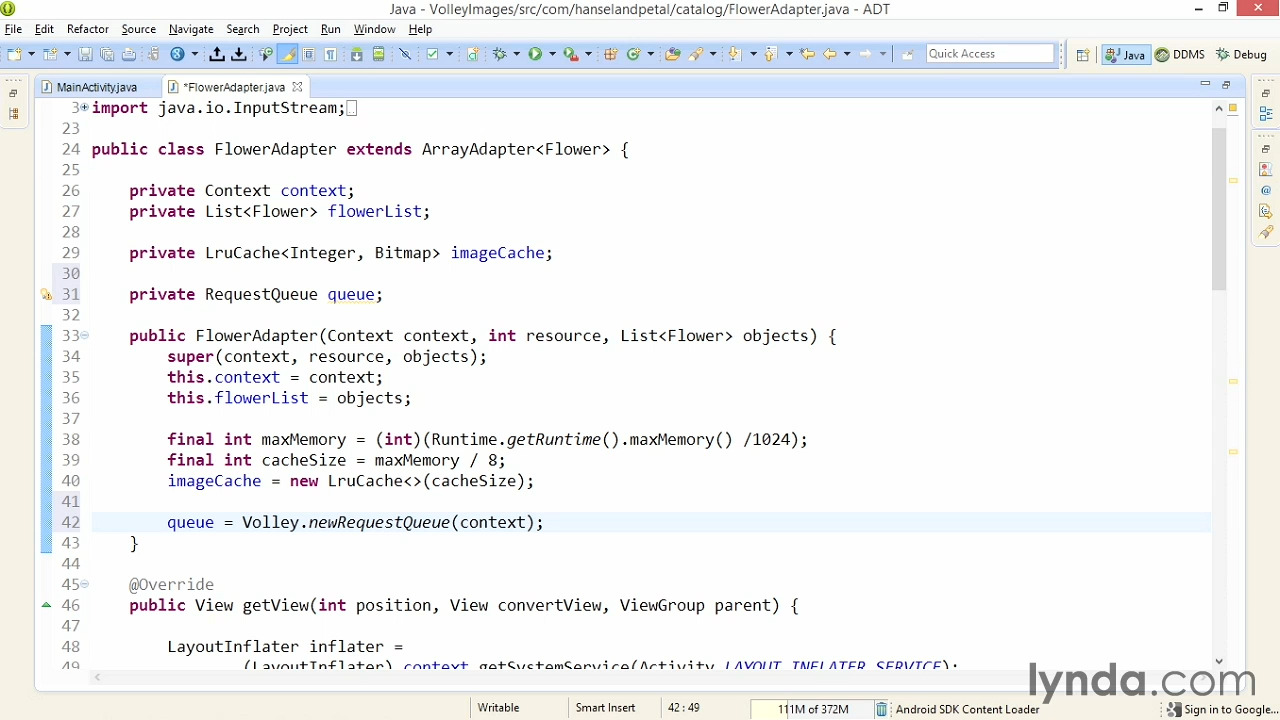 Java - VolleyImages/src/com/hanselandpetal/catalog/FlowerAdapter.java - ADT
File Edit Refactor Source Navigate Search Project Run Window Help
Quick Access
Java DDMS Debug
MainActivity.java *FlowerAdapter.java
3 import java.io.InputStream;
23
24 public class FlowerAdapter extends ArrayAdapter<Flower> {
25
26 private Context context;
27 private List<Flower> flowerList;
28
29 private LruCache<Integer, Bitmap> imageCache;
30
31 private RequestQueue queue;
32
33 public FlowerAdapter(Context context, int resource, List<Flower> objects) {
34 super(context, resource, objects);
35 this.context = context;
36 this.flowerList = objects;
37
38 final int maxMemory = (int)(Runtime.getRuntime().maxMemory() /1024);
39 final int cacheSize = maxMemory / 8;
40 imageCache = new LruCache<>(cacheSize);
41
42 queue = Volley.newRequestQueue(context);
43 }
44
45 @Override
46 public View getView(int position, View convertView, ViewGroup parent) {
47
48 LayoutInflater inflater =
49 (LayoutInflater) context.getSystemService(Activity.LAYOUT_INFLATER_SERVICE);
lynda.com
Writable Smart Insert 42 : 49 111M of 372M Android SDK Content Loader Sign in to Google...